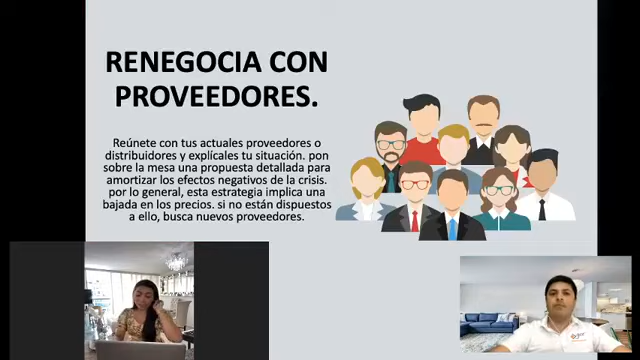 RENEGOCIA CON
PROVEEDORES.
Reúnete con tus actuales proveedores o
distribuidores y explícales tu situación. pon
sobre la mesa una propuesta detallada para
amortizar los efectos negativos de la crisis.
por lo general, esta estrategia implica una
bajada en los precios. si no están dispuestos
a ello, busca nuevos proveedores.